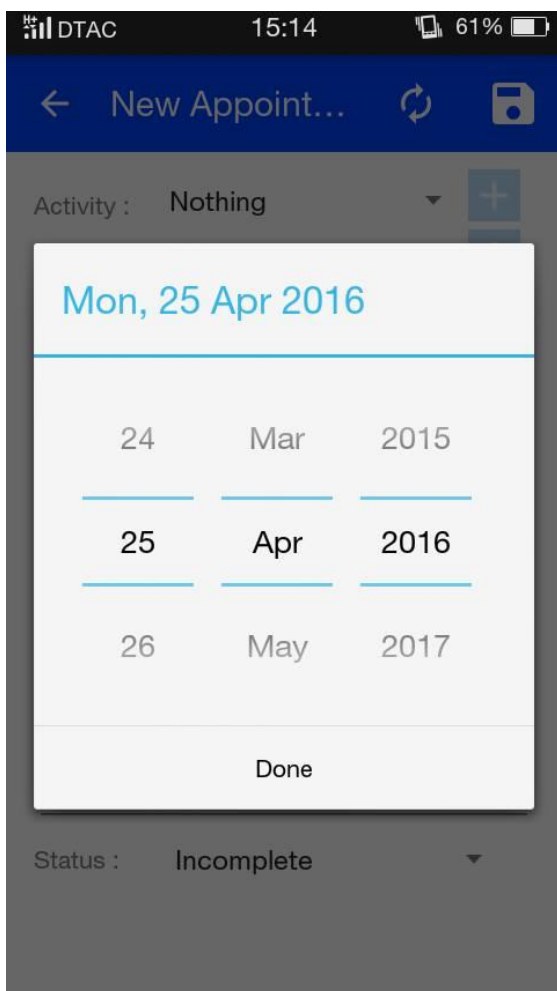 H+ DTAC 15:14 61%
New Appoint...
Activity : Nothing
Mon, 25 Apr 2016
24 Mar 2015
25 Apr 2016
26 May 2017
Done
Status : Incomplete